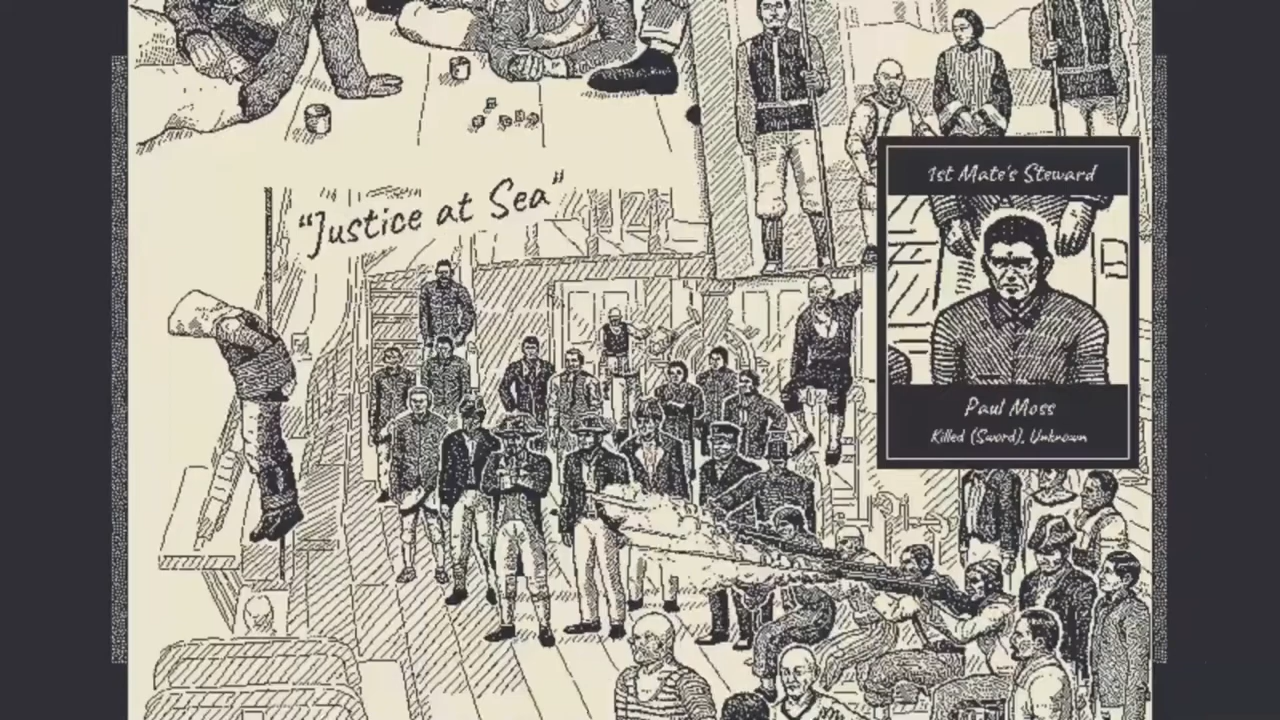 "Justice at Sea"
1st Mate's Steward
Paul Moss
Killed (Sword), Unknown